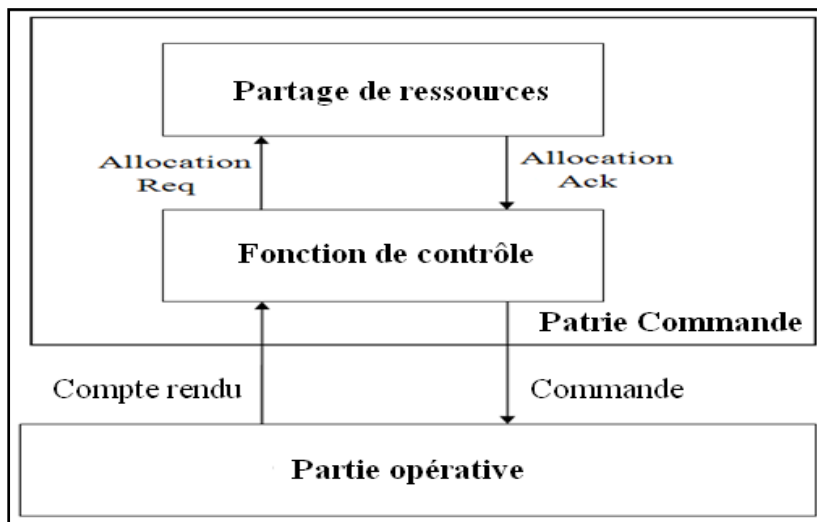 Partage de ressources
Allocation
Req
Allocation
Ack
Fonction de contrôle
Patrie Commande
Compte rendu
Commande
Partie opérative